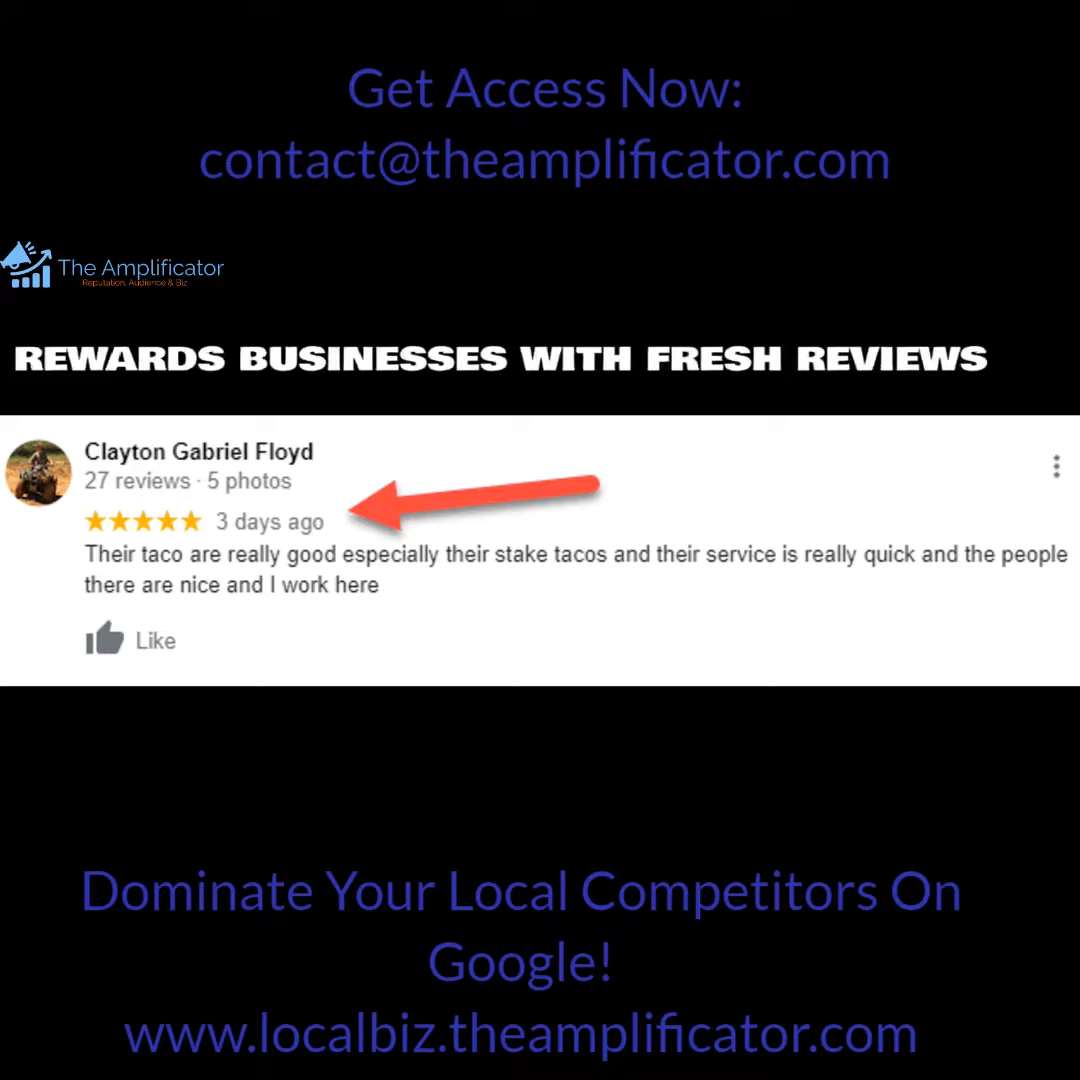 Get Access Now:
contact@theamplificator.com
The Amplificator
Reputation, Audience & Biz
REWARDS BUSINESSES WITH FRESH REVIEWS
Clayton Gabriel Floyd
27 reviews · 5 photos
3 days ago
Their taco are really good especially their stake tacos and their service is really quick and the people
there are nice and I work here
Like
Dominate Your Local Competitors On
Google!
www.localbiz.theamplificator.com